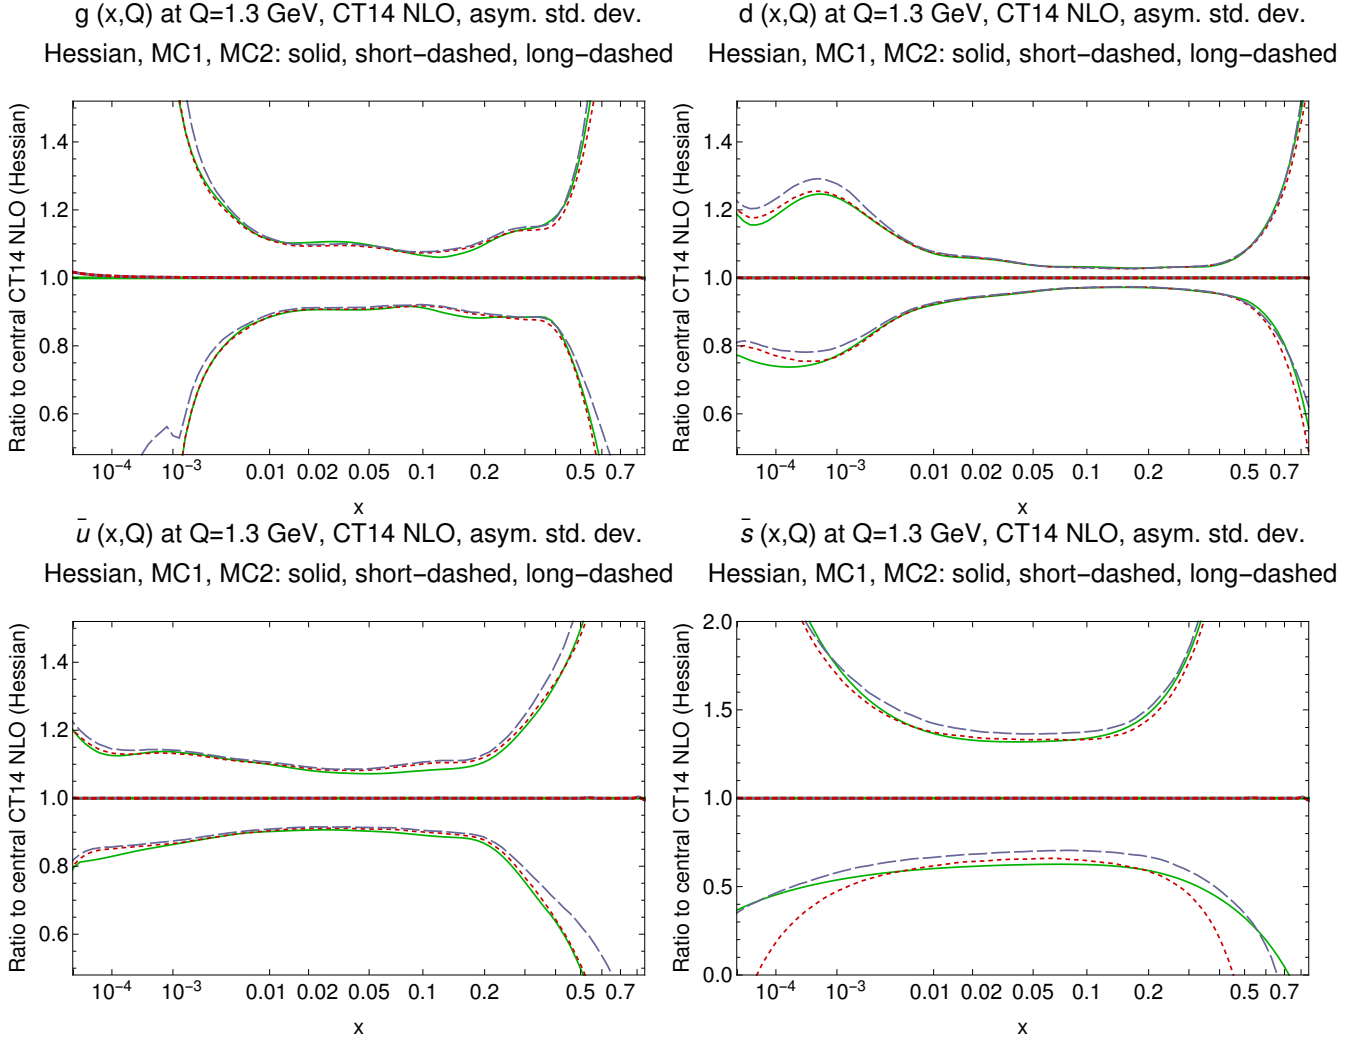 g (x,Q) at Q=1.3 GeV, CT14 NLO, asym. std. dev.
Hessian, MC1, MC2: solid, short−dashed, long−dashed
Ratio to central CT14 NLO (Hessian)
1.4
1.2
1.0
0.8
0.6
10⁻⁴ 10⁻³ 0.01 0.02 0.05 0.1 0.2 0.5 0.7
x
d (x,Q) at Q=1.3 GeV, CT14 NLO, asym. std. dev.
Hessian, MC1, MC2: solid, short−dashed, long−dashed
Ratio to central CT14 NLO (Hessian)
1.4
1.2
1.0
0.8
0.6
10⁻⁴ 10⁻³ 0.01 0.02 0.05 0.1 0.2 0.5 0.7
x
ū (x,Q) at Q=1.3 GeV, CT14 NLO, asym. std. dev.
Hessian, MC1, MC2: solid, short−dashed, long−dashed
Ratio to central CT14 NLO (Hessian)
1.4
1.2
1.0
0.8
0.6
10⁻⁴ 10⁻³ 0.01 0.02 0.05 0.1 0.2 0.5 0.7
x
s̄ (x,Q) at Q=1.3 GeV, CT14 NLO, asym. std. dev.
Hessian, MC1, MC2: solid, short−dashed, long−dashed
Ratio to central CT14 NLO (Hessian)
2.0
1.5
1.0
0.5
0.0
10⁻⁴ 10⁻³ 0.01 0.02 0.05 0.1 0.2 0.5 0.7
x